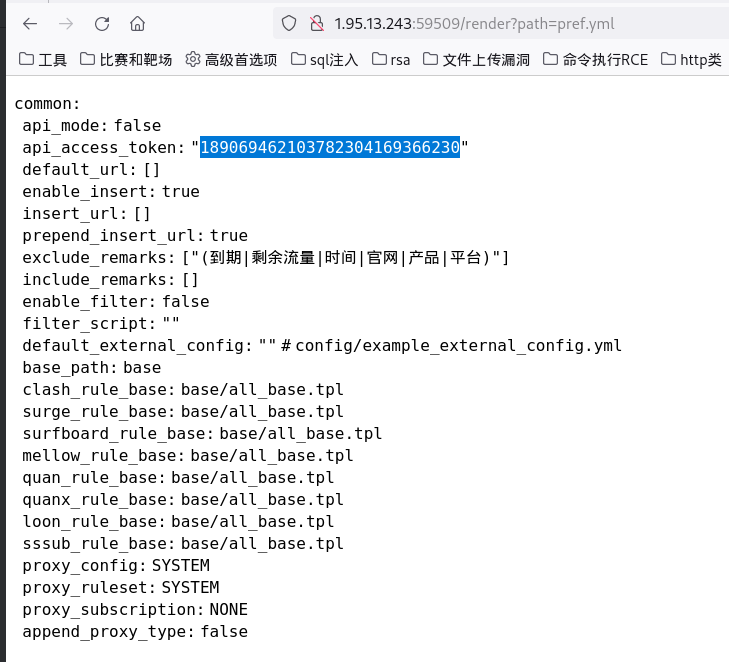 1.95.13.243:59509/render?path=pref.yml
工具 比赛和靶场 高级首选项 sql注入 rsa 文件上传漏洞 命令执行RCE http类
common:
api_mode: false
api_access_token: "189069462103782304169366230"
default_url: []
enable_insert: true
insert_url: []
prepend_insert_url: true
exclude_remarks: ["(到期|剩余流量|时间|官网|产品|平台)"]
include_remarks: []
enable_filter: false
filter_script: ""
default_external_config: "" # config/example_external_config.yml
base_path: base
clash_rule_base: base/all_base.tpl
surge_rule_base: base/all_base.tpl
surfboard_rule_base: base/all_base.tpl
mellow_rule_base: base/all_base.tpl
quan_rule_base: base/all_base.tpl
quanx_rule_base: base/all_base.tpl
loon_rule_base: base/all_base.tpl
sssub_rule_base: base/all_base.tpl
proxy_config: SYSTEM
proxy_ruleset: SYSTEM
proxy_subscription: NONE
append_proxy_type: false